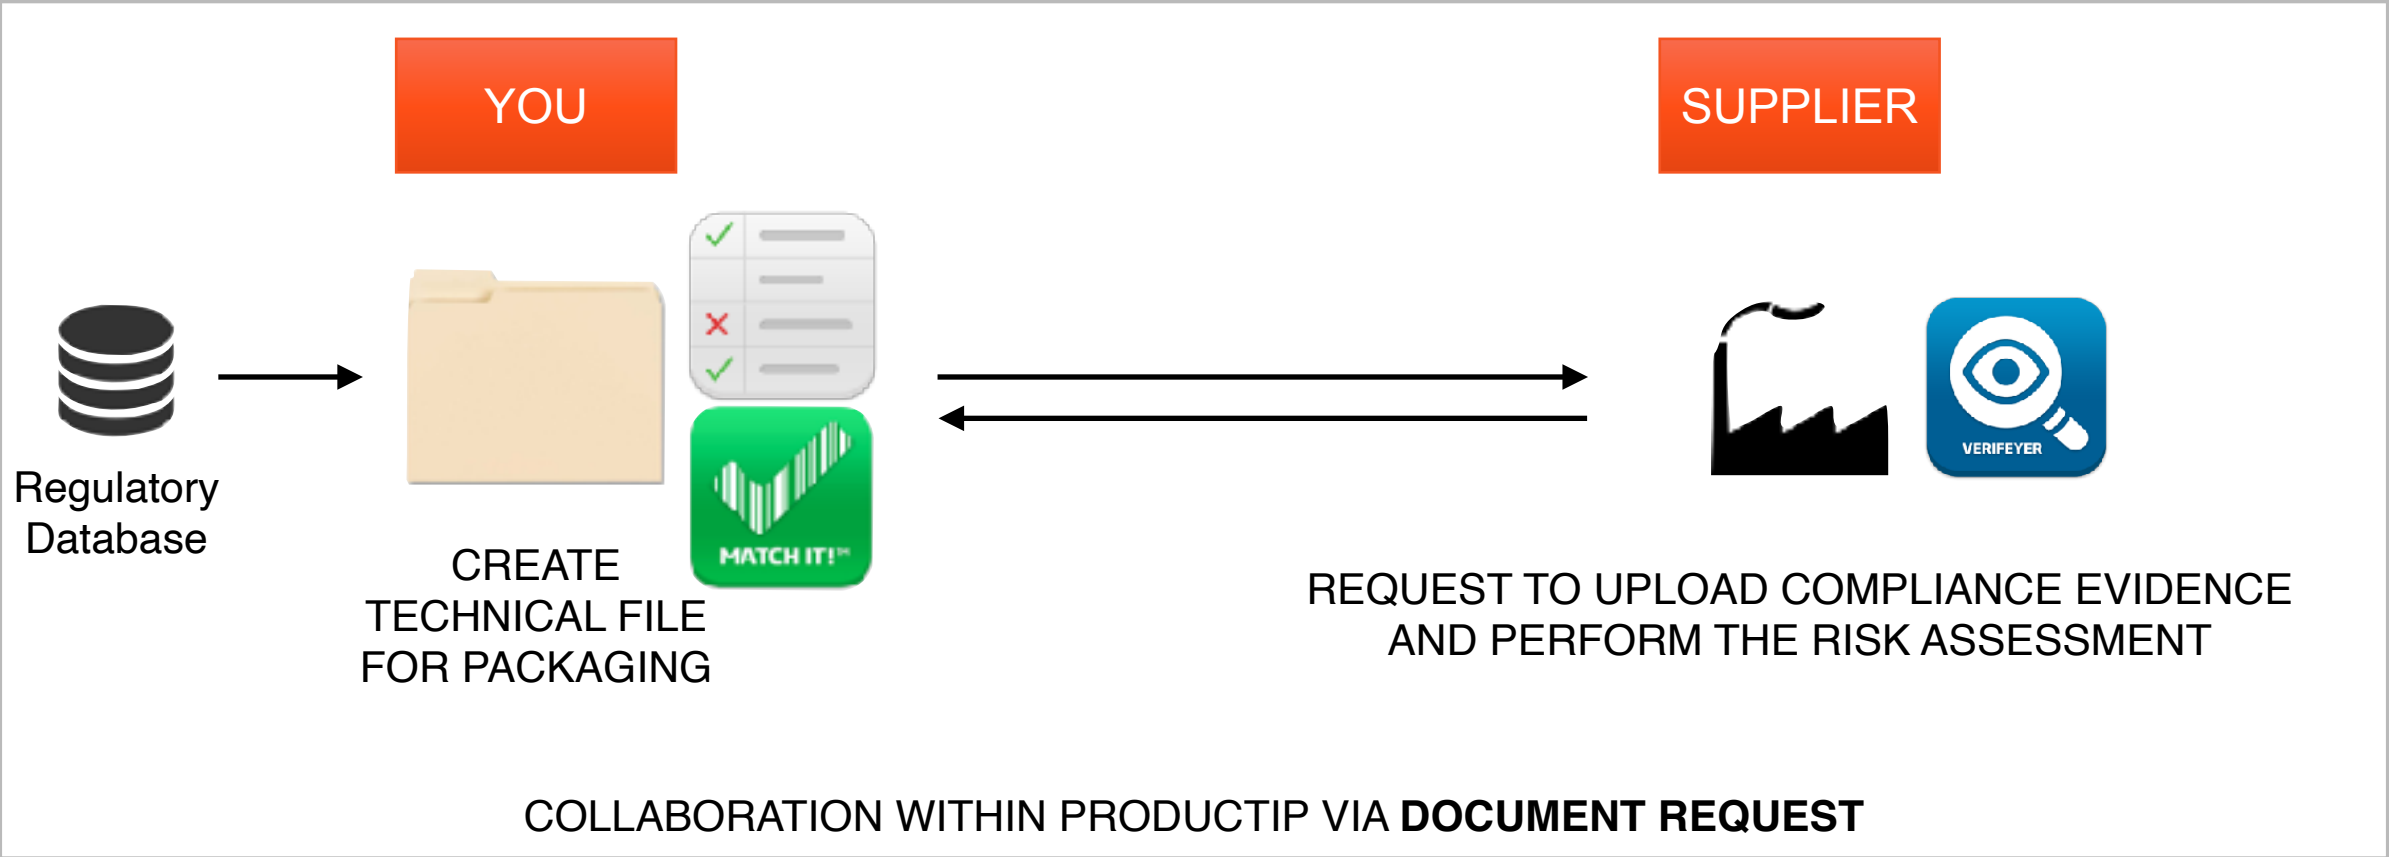 YOU
SUPPLIER
VERIFEYER
Regulatory
Database
MATCH IT!™
CREATE
TECHNICAL FILE
FOR PACKAGING
REQUEST TO UPLOAD COMPLIANCE EVIDENCE
AND PERFORM THE RISK ASSESSMENT
COLLABORATION WITHIN PRODUCTIP VIA DOCUMENT REQUEST